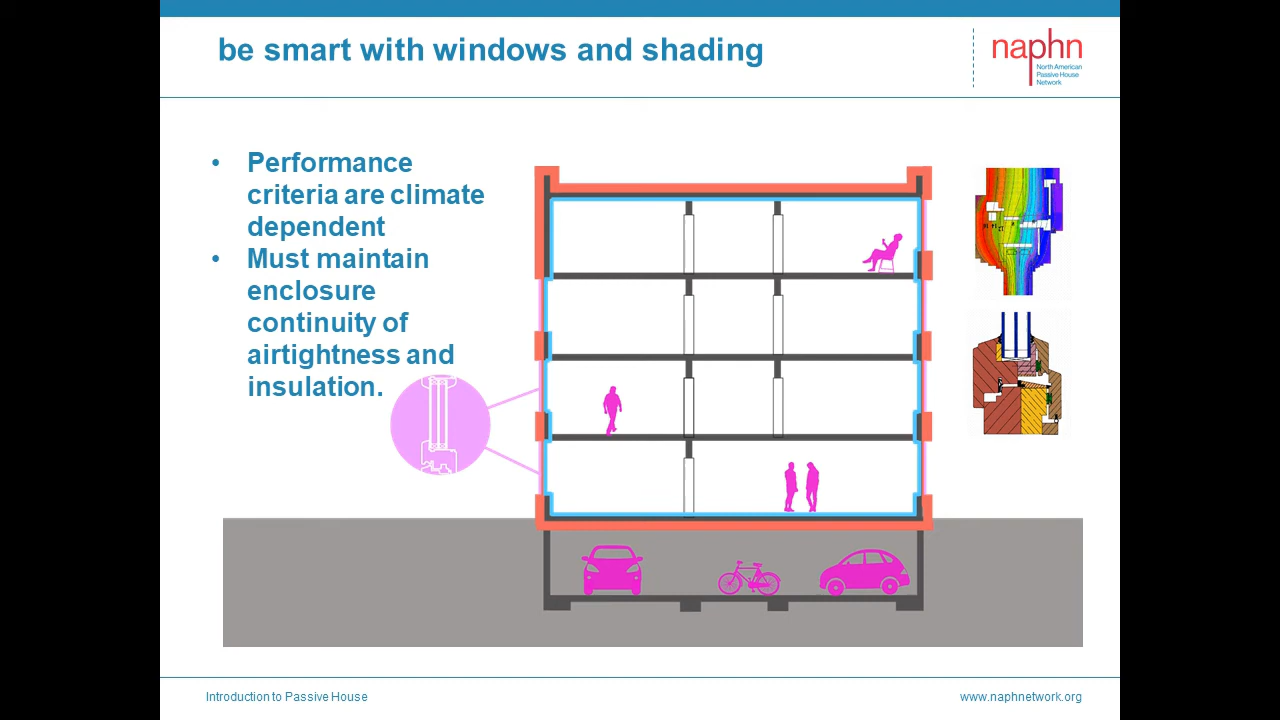 be smart with windows and shading
naphn
North American
Passive House
Network
• Performance
criteria are climate
dependent
• Must maintain
enclosure
continuity of
airtightness and
insulation.
Introduction to Passive House
www.naphnetwork.org